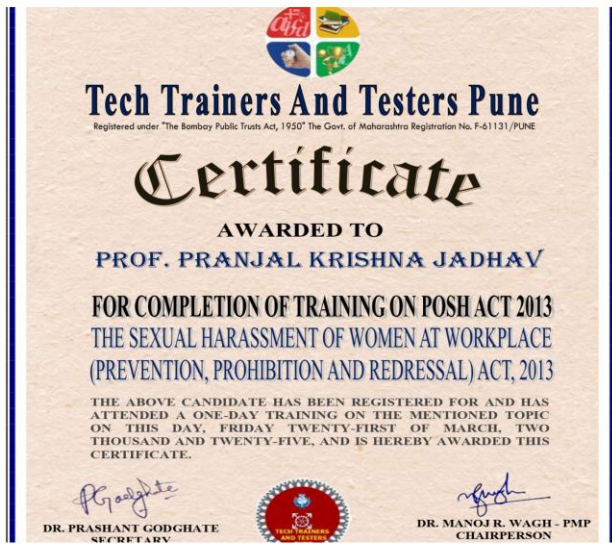 Tech Trainers And Testers Pune
Registered under "The Bombay Public Trusts Act, 1950" The Govt. of Maharashtra Registration No. F-61131/PUNE
Certificate
AWARDED TO
PROF. PRANJAL KRISHNA JADHAV
FOR COMPLETION OF TRAINING ON POSH ACT 2013
THE SEXUAL HARASSMENT OF WOMEN AT WORKPLACE
(PREVENTION, PROHIBITION AND REDRESSAL) ACT, 2013
THE ABOVE CANDIDATE HAS BEEN REGISTERED FOR AND HAS
ATTENDED A ONE-DAY TRAINING ON THE MENTIONED TOPIC
ON THIS DAY, FRIDAY TWENTY-FIRST OF MARCH, TWO
THOUSAND AND TWENTY-FIVE, AND IS HEREBY AWARDED THIS
CERTIFICATE.
TECH TRAINERS
AND TESTERS
DR. PRASHANT GODGHATE
SECRETARY
DR. MANOJ R. WAGH - PMP
CHAIRPERSON